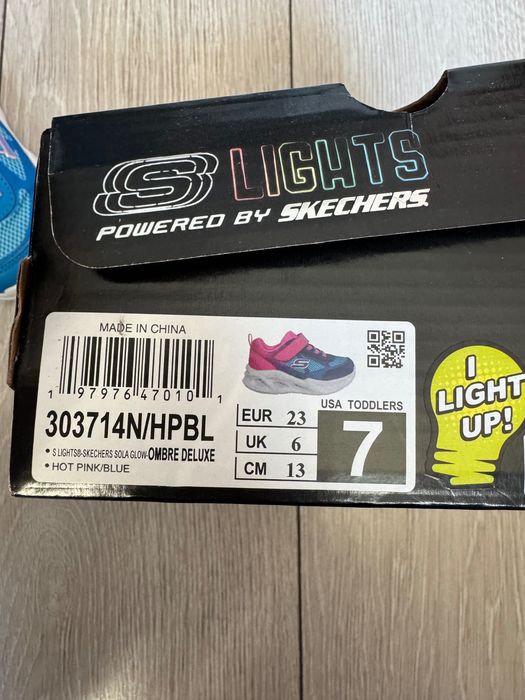 S LIGHTS
POWERED BY SKECHERS
MADE IN CHINA
1 97976 47010 1
303714N/HPBL
• S LIGHTS®-SKECHERS SOLA GLOW-OMBRE DELUXE
• HOT PINK/BLUE
EUR 23
UK 6
CM 13
USA TODDLERS
7
I
LIGHT
UP!